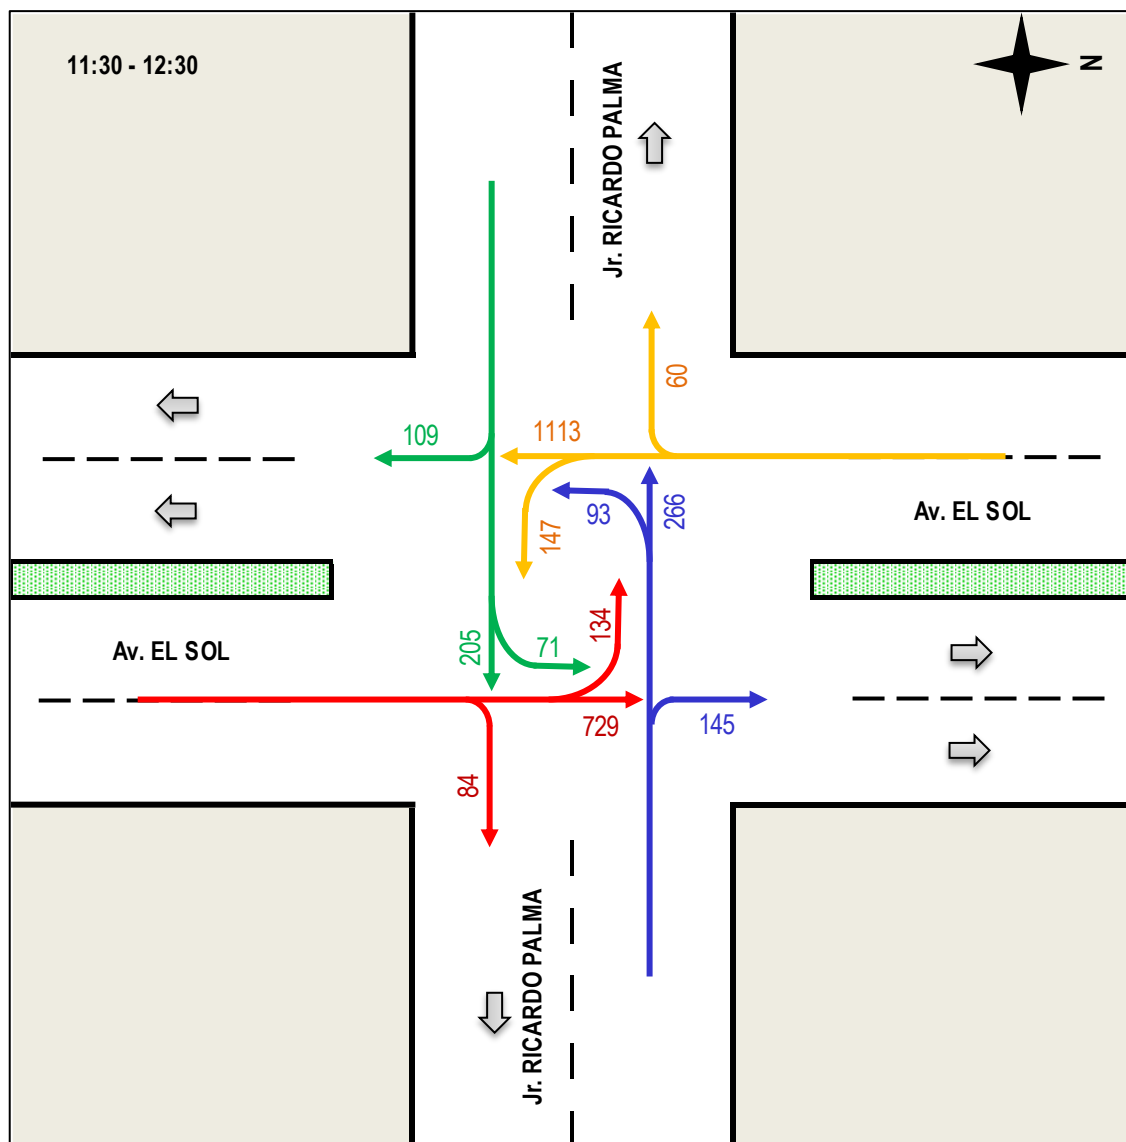 11:30 - 12:30
N
Jr. RICARDO PALMA
60
109
1113
266
93
147
Av. EL SOL
134
205
71
Av. EL SOL
729
145
84
Jr. RICARDO PALMA